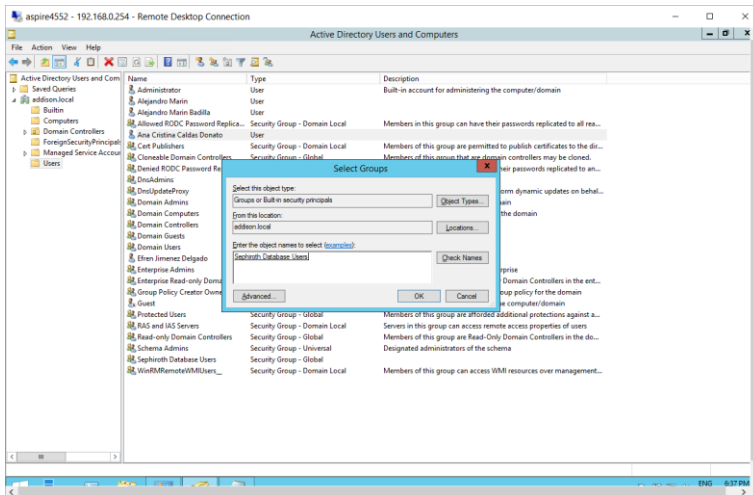 aspire4552 - 192.168.0.254 - Remote Desktop Connection
Active Directory Users and Computers
File Action View Help
Active Directory Users and Com
Saved Queries
addison.local
Builtin
Computers
Domain Controllers
ForeignSecurityPrincipals
Managed Service Accoun
Users
Name Type Description
Administrator User Built-in account for administering the computer/domain
Alejandro Marin User
Alejandro Marin Badilla User
Allowed RODC Password Replica... Security Group - Domain Local Members in this group can have their passwords replicated to all rea...
Ana Cristina Caldas Donato User
Cert Publishers Security Group - Domain Local Members of this group are permitted to publish certificates to the dir...
Cloneable Domain Controllers Security Group - Global Members of this group that are domain controllers may be cloned.
Denied RODC Password Re heir passwords replicated to an...
DnsAdmins
DnsUpdateProxy orm dynamic updates on behal...
Domain Admins ain
Domain Computers the domain
Domain Controllers
Domain Guests
Domain Users
Efren Jimenez Delgado
Enterprise Admins rprise
Enterprise Read-only Doma Domain Controllers in the ent...
Group Policy Creator Owne oup policy for the domain
Guest e computer/domain
Protected Users Security Group - Global Members of this group are afforded additional protections against a...
RAS and IAS Servers Security Group - Domain Local Servers in this group can access remote access properties of users
Read-only Domain Controllers Security Group - Global Members of this group are Read-Only Domain Controllers in the do...
Schema Admins Security Group - Universal Designated administrators of the schema
Sephiroth Database Users Security Group - Global
WinRMRemoteWMIUsers__ Security Group - Domain Local Members of this group can access WMI resources over management...
Select Groups
Select this object type:
Groups or Built-in security principals Object Types...
From this location:
addison.local Locations...
Enter the object names to select (examples):
Sephiroth Database Users Check Names
Advanced... OK Cancel
ENG 6:37 PM